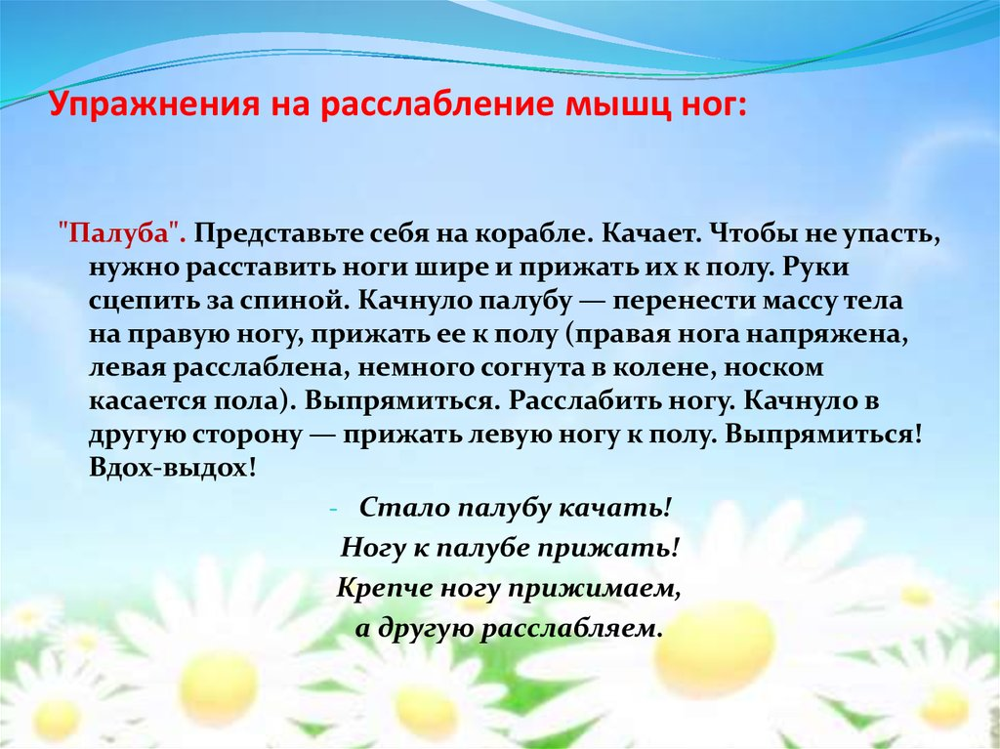 Упражнения на расслабление мышц ног:
"Палуба". Представьте себя на корабле. Качает. Чтобы не упасть,
нужно расставить ноги шире и прижать их к полу. Руки
сцепить за спиной. Качнуло палубу — перенести массу тела
на правую ногу, прижать ее к полу (правая нога напряжена,
левая расслаблена, немного согнута в колене, носком
касается пола). Выпрямиться. Расслабить ногу. Качнуло в
другую сторону — прижать левую ногу к полу. Выпрямиться!
Вдох-выдох!
- Стало палубу качать!
Ногу к палубе прижать!
Крепче ногу прижимаем,
а другую расслабляем.